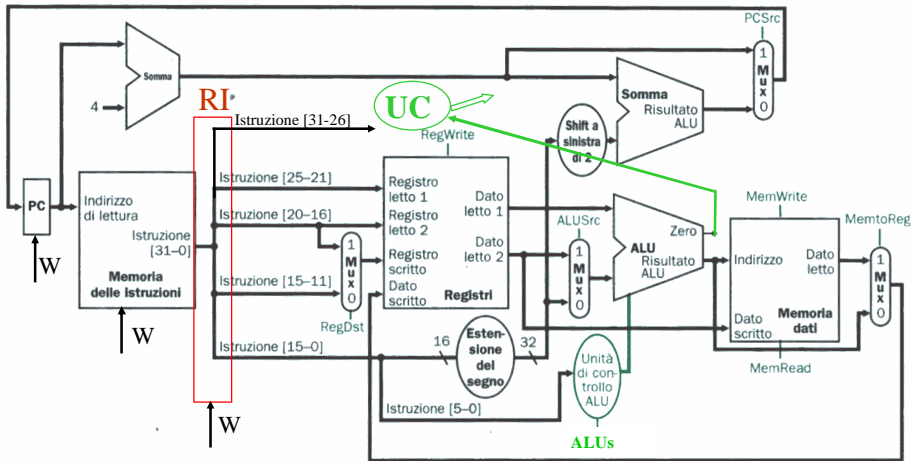 PCSrc
1
Mux
0
Somma
4
Somma
Risultato
ALU
RI
UC
Istruzione [31-26]
RegWrite
Shift a
sinistra
di 2
PC
Indirizzo
di lettura
Istruzione
[31–0]
Memoria
delle istruzioni
W
W
W
Istruzione [25–21]
Istruzione [20–16]
Istruzione [15–11]
Istruzione [15–0]
Istruzione [5–0]
1
Mux
0
RegDst
Registro
letto 1
Registro
letto 2
Registro
scritto
Dato
scritto
Dato
letto 1
Dato
letto 2
Registri
16
Esten-
sione
del
segno
32
ALUSrc
1
Mux
0
Zero
ALU
Risultato
ALU
Unità
di con-
trollo
ALU
ALUs
MemWrite
Indirizzo
Dato
letto
Dato
scritto
Memoria
dati
MemRead
MemtoReg
1
Mux
0